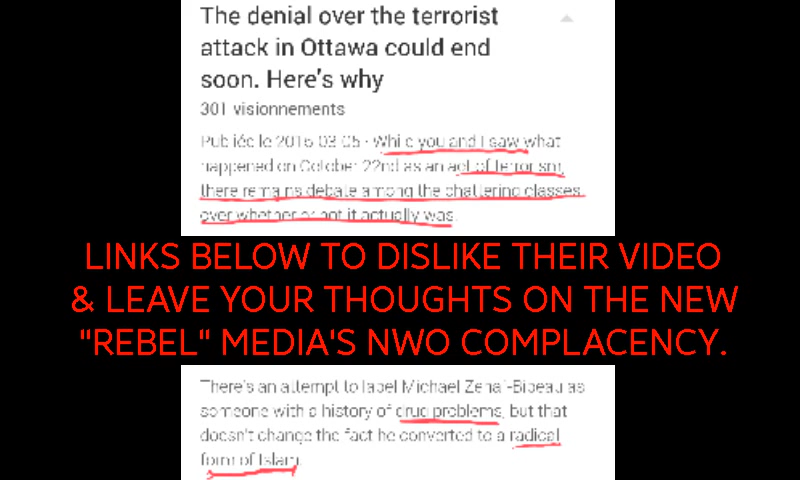 The denial over the terrorist
attack in Ottawa could end
soon. Here's why
301 visionnements
Publiée le 2015-03-05 · While you and I saw what
happened on October 22nd as an act of terrorism,
there remains debate among the chattering classes
over whether or not it actually was.
LINKS BELOW TO DISLIKE THEIR VIDEO
& LEAVE YOUR THOUGHTS ON THE NEW
"REBEL" MEDIA'S NWO COMPLACENCY.
There's an attempt to label Michael Zehaf-Bibeau as
someone with a history of drug problems, but that
doesn't change the fact he converted to a radical
form of Islam.